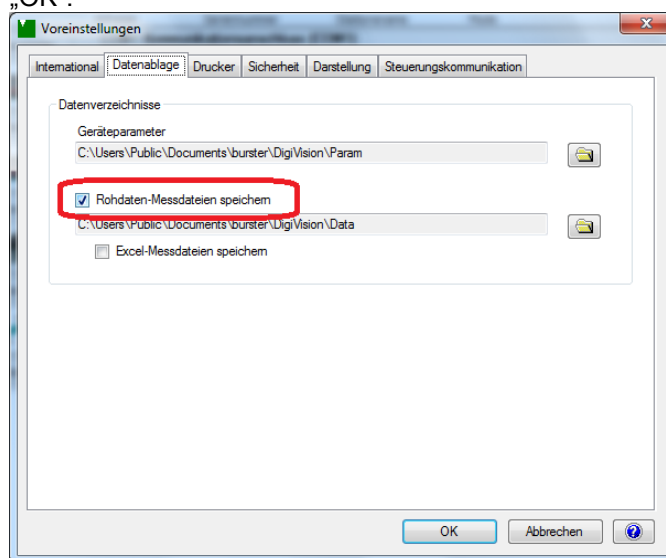 „OK“.
Voreinstellungen
International Datenablage Drucker Sicherheit Darstellung Steuerungskommunikation
Datenverzeichnisse
Geräteparameter
C:\Users\Public\Documents\burster\DigiVision\Param
Rohdaten-Messdateien speichern
C:\Users\Public\Documents\burster\DigiVision\Data
Excel-Messdateien speichern
OK Abbrechen